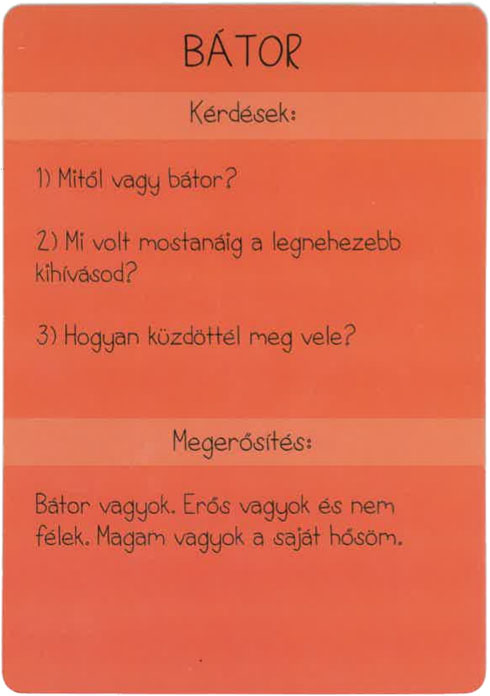 BÁTOR
Kérdések:
1) Mitől vagy bátor?
2) Mi volt mostanáig a legnehezebb
kihívásod?
3) Hogyan küzdöttél meg vele?
Megerősítés:
Bátor vagyok. Erős vagyok és nem
félek. Magam vagyok a saját hősöm.